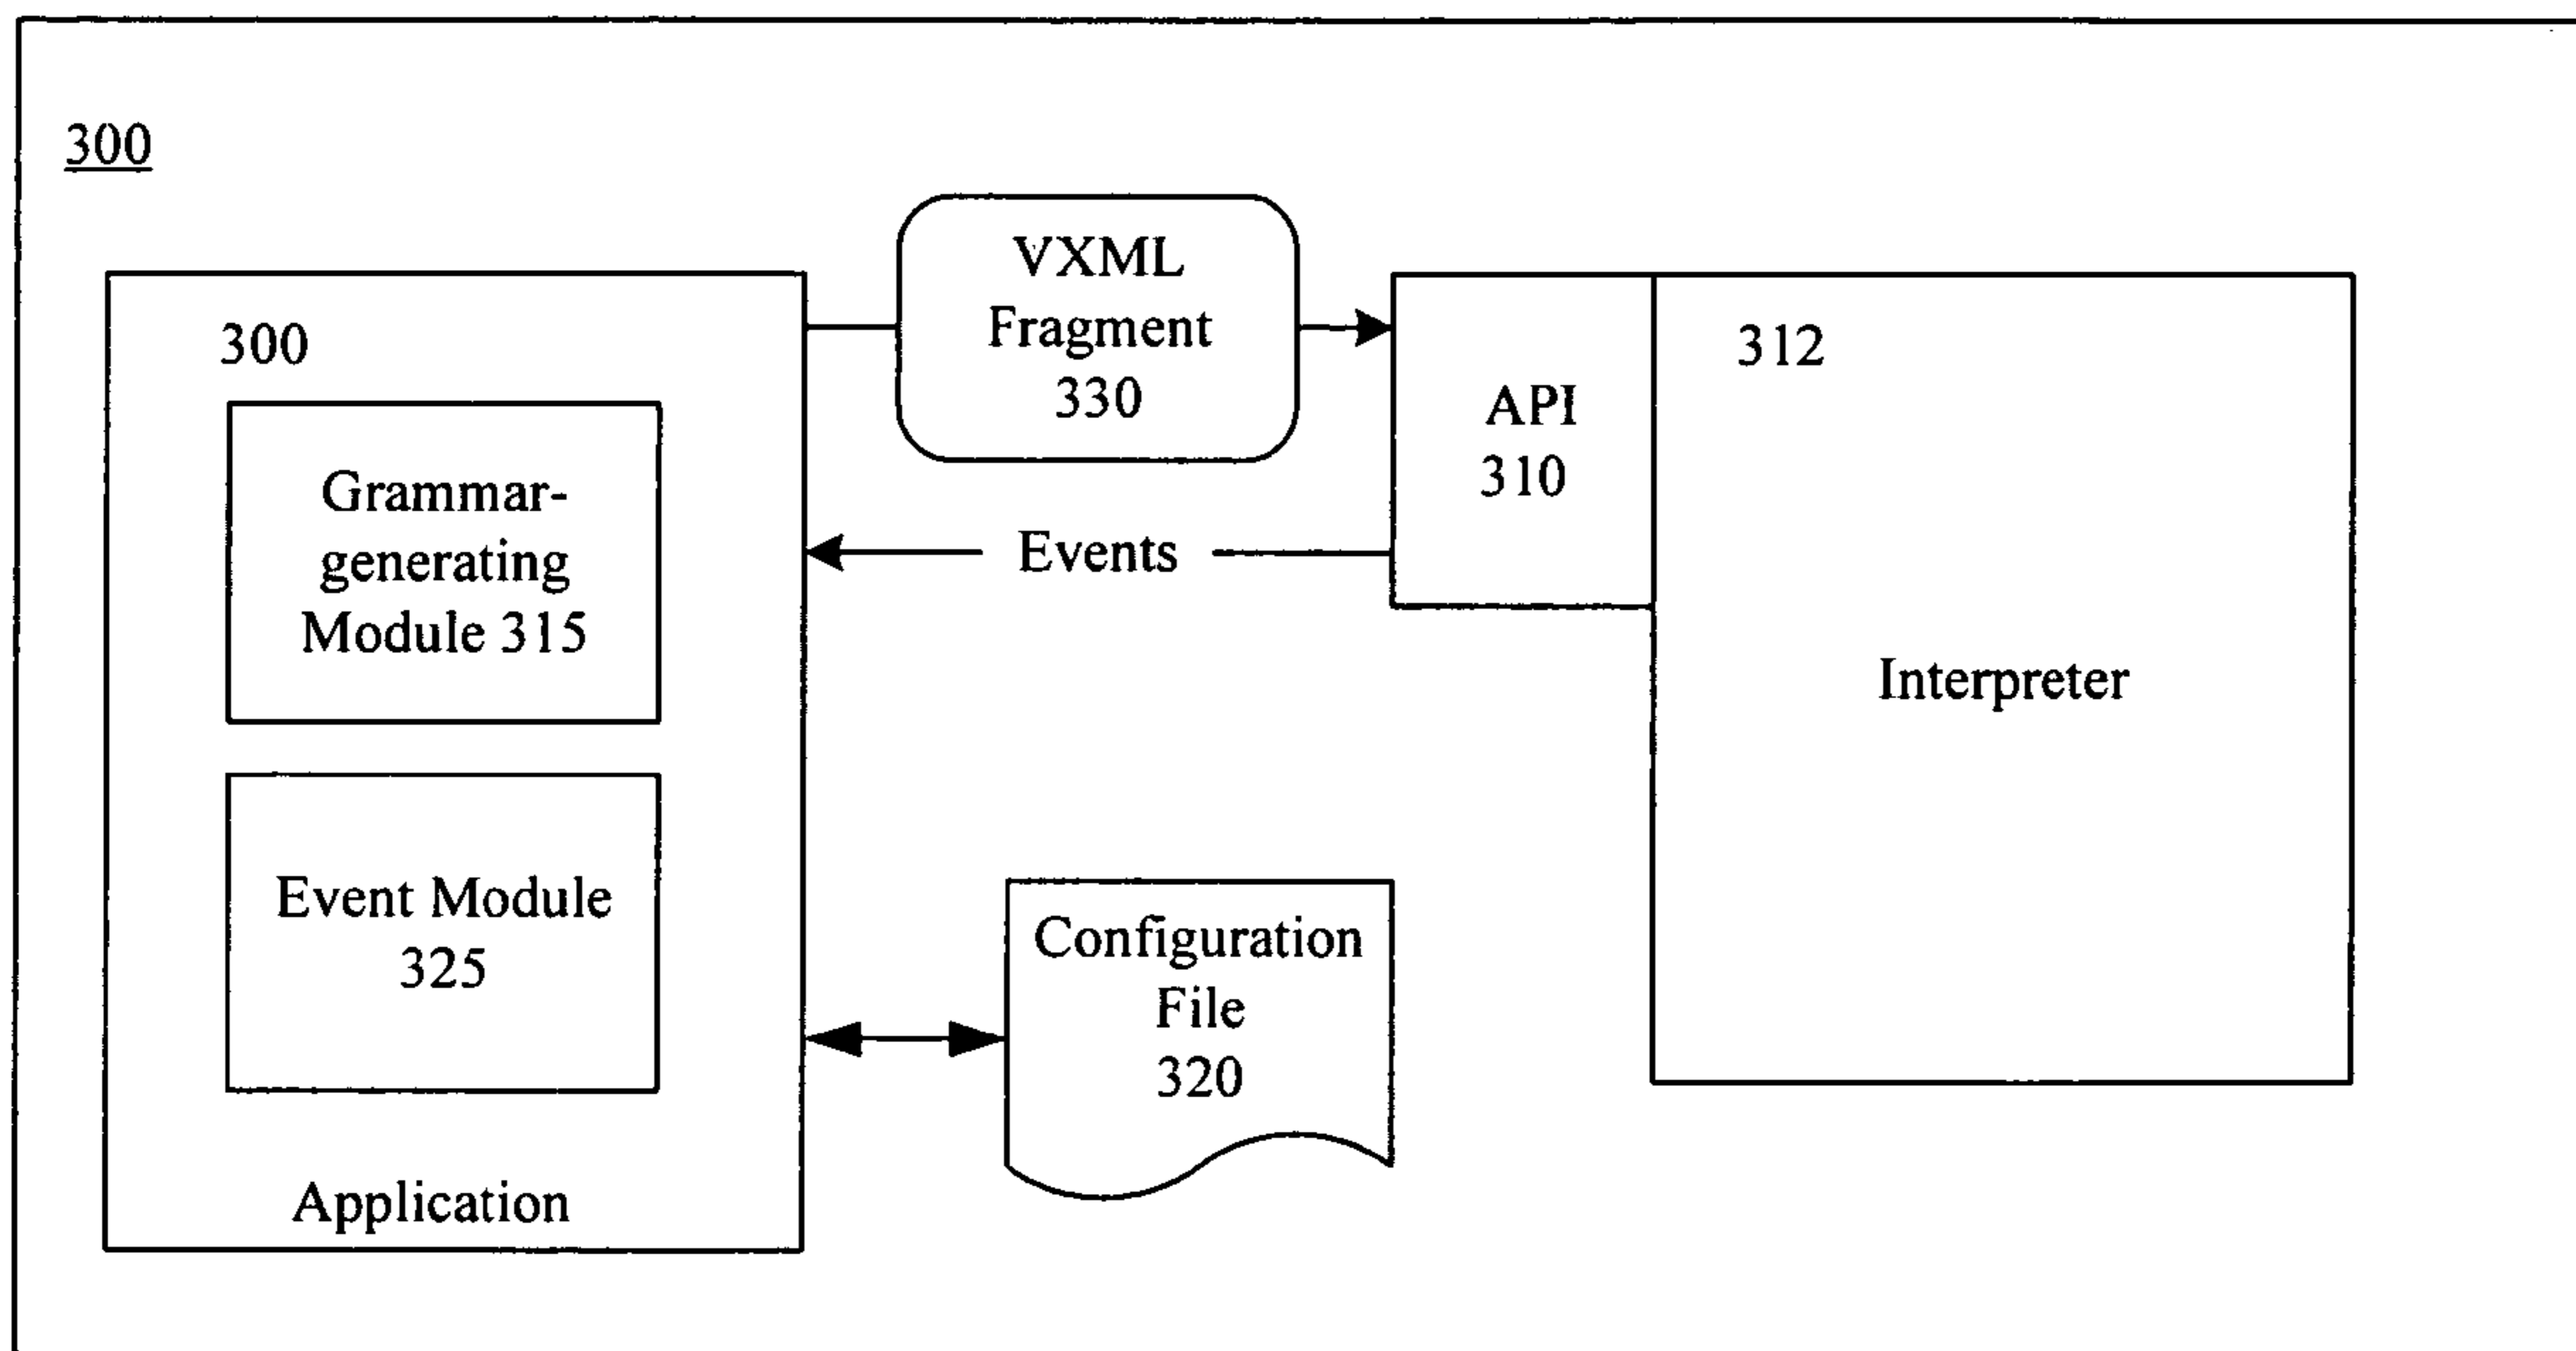 300
300
Grammar-
generating
Module 315
Event Module
325
Application
VXML
Fragment
330
Events
Configuration
File
320
API
310
312
Interpreter